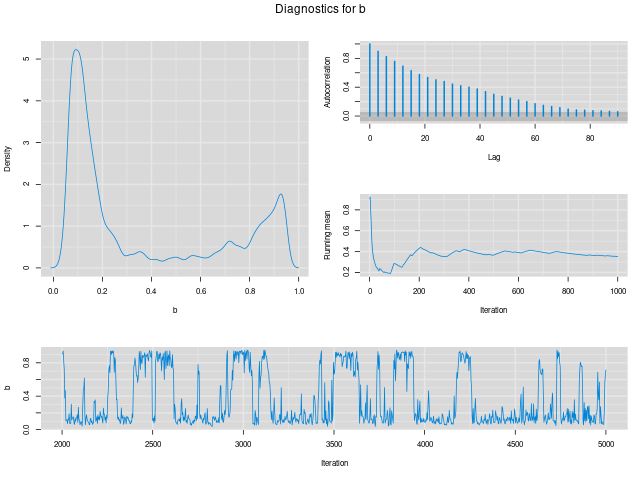 Diagnostics for b
Density
0 1 2 3 4 5
0.0 0.2 0.4 0.6 0.8 1.0
b
Autocorrelation
0.0 0.4 0.8
0 20 40 60 80
Lag
Running mean
0.2 0.4 0.6 0.8
0 200 400 600 800 1000
Iteration
b
0.0 0.4 0.8
2000 2500 3000 3500 4000 4500 5000
Iteration